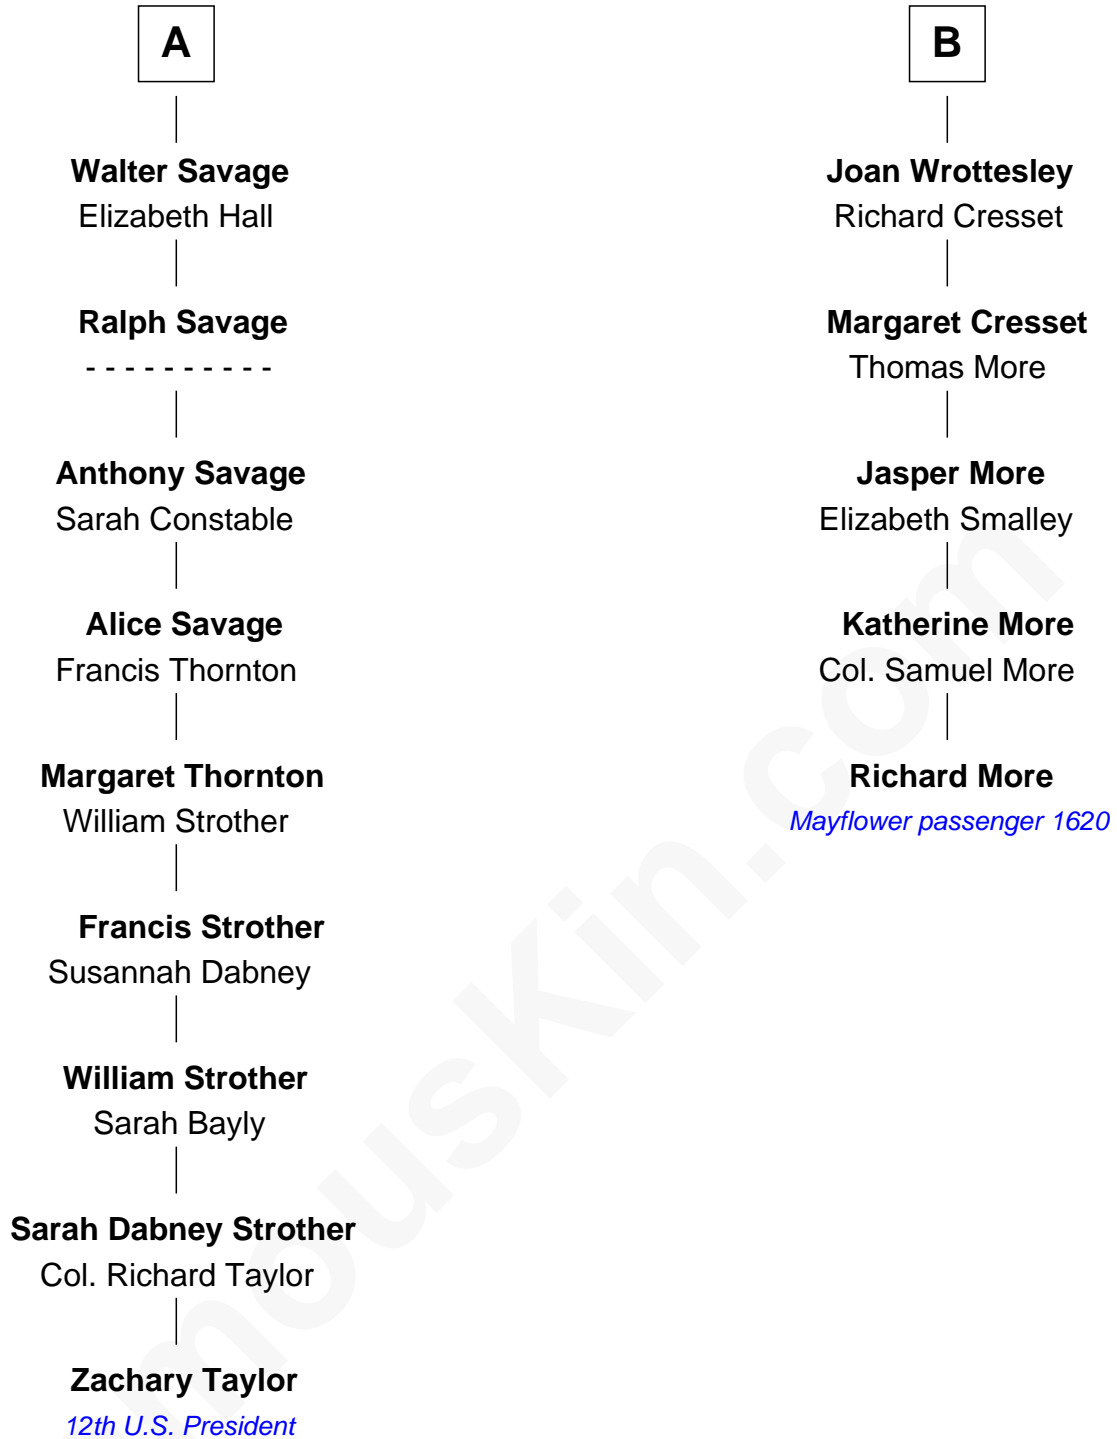 A
Walter Savage
Elizabeth Hall
Ralph Savage
- - - - - - - - - -
Anthony Savage
Sarah Constable
Alice Savage
Francis Thornton
Margaret Thornton
William Strother
Francis Strother
Susannah Dabney
William Strother
Sarah Bayly
Sarah Dabney Strother
Col. Richard Taylor
Zachary Taylor
12th U.S. President
B
Joan Wrottesley
Richard Cresset
Margaret Cresset
Thomas More
Jasper More
Elizabeth Smalley
Katherine More
Col. Samuel More
Richard More
Mayflower passenger 1620
mousKin.com